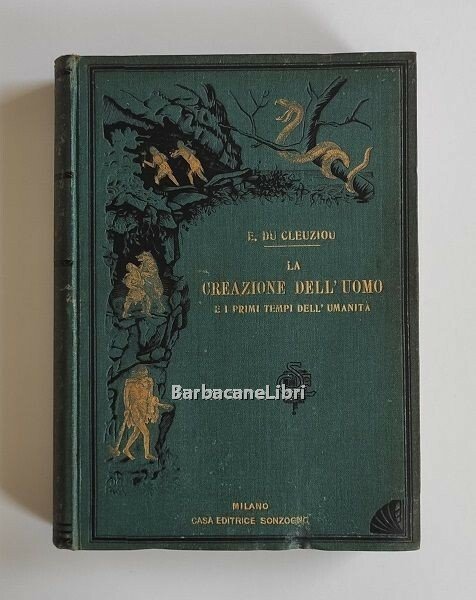 E. DU CLEUZIOU
LA
CREAZIONE DELL'UOMO
E I PRIMI TEMPI DELL'UMANITÀ
BarbacaneLibri
MILANO
CASA EDITRICE SONZOGNO